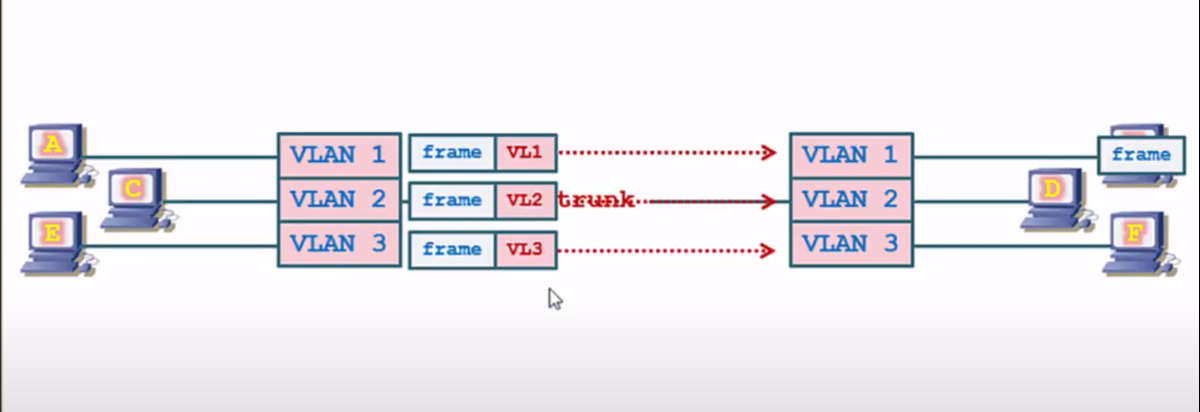 A
VLAN 1
frame
VL1
VLAN 1
frame
C
VLAN 2
frame
VL2
trunk
VLAN 2
D
E
VLAN 3
frame
VL3
VLAN 3
F